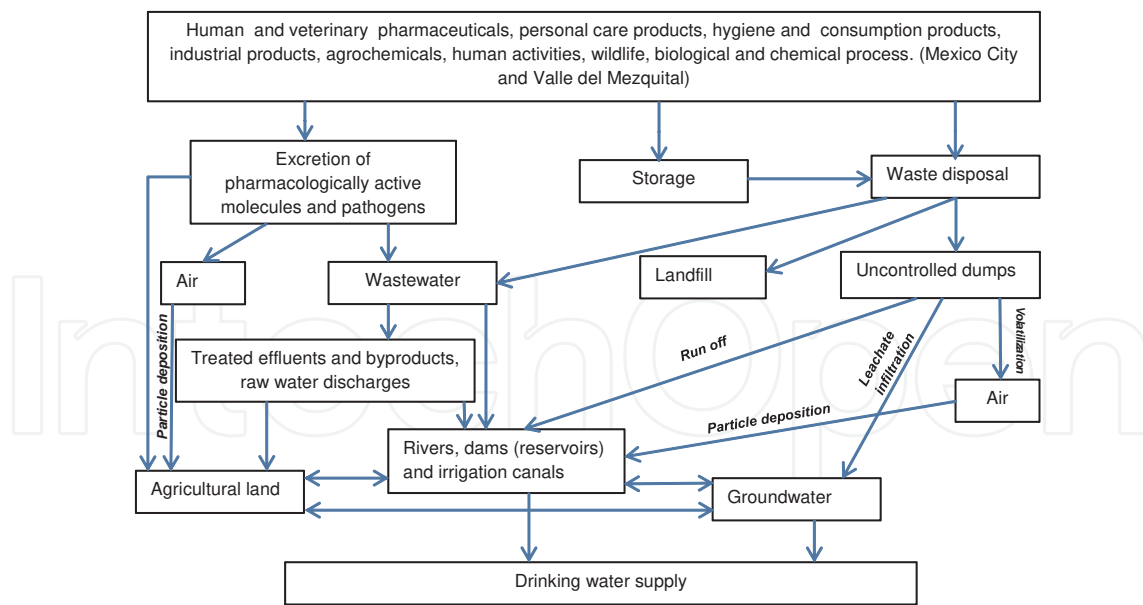 Human and veterinary pharmaceuticals, personal care products, hygiene and consumption products,
industrial products, agrochemicals, human activities, wildlife, biological and chemical process. (Mexico City
and Valle del Mezquital)
Excretion of
pharmacologically active
molecules and pathogens
Storage
Waste disposal
Air
Wastewater
Landfill
Uncontrolled dumps
Particle deposition
Treated effluents and byproducts,
raw water discharges
Run off
Leachate
infiltration
Volatilization
Air
Particle deposition
Rivers, dams (reservoirs)
and irrigation canals
Agricultural land
Groundwater
Drinking water supply
IntechOpen